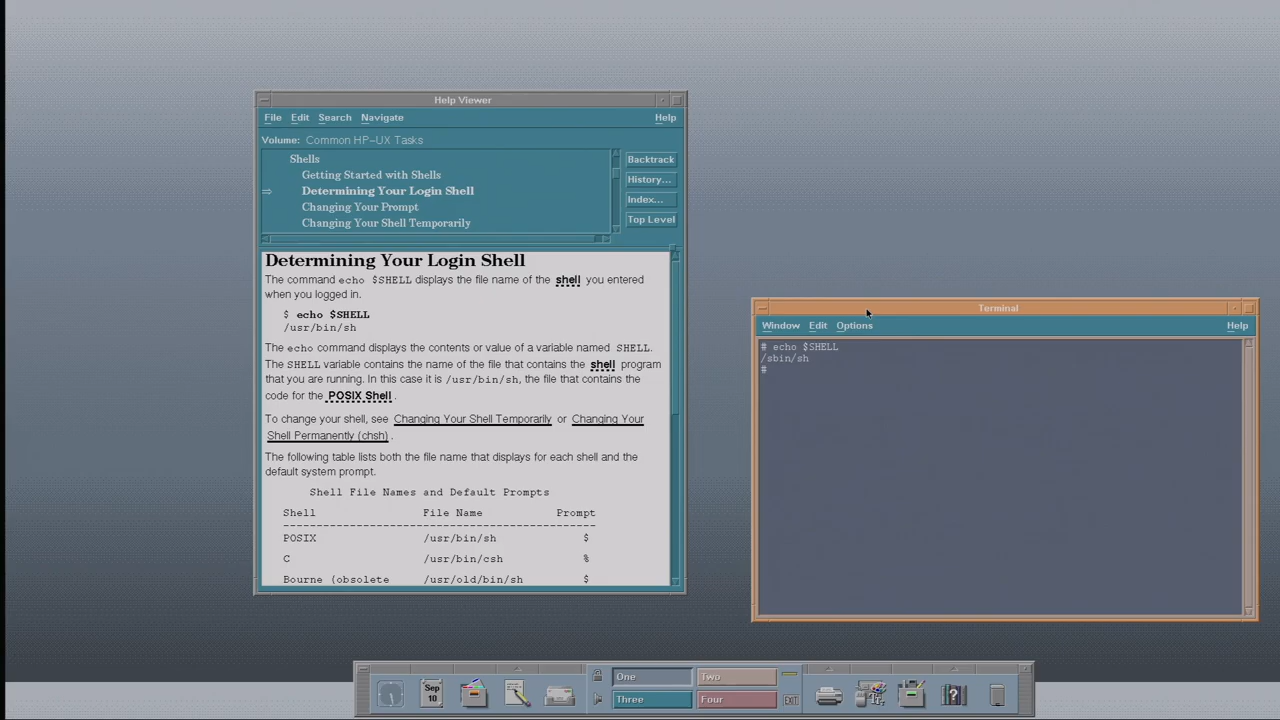 Help Viewer
File Edit Search Navigate Help
Volume: Common HP-UX Tasks
Shells
Getting Started with Shells
⇒ Determining Your Login Shell
Changing Your Prompt
Changing Your Shell Temporarily
Backtrack
History...
Index...
Top Level
Determining Your Login Shell
The command echo $SHELL displays the file name of the shell you entered
when you logged in.
$ echo $SHELL
/usr/bin/sh
The echo command displays the contents or value of a variable named SHELL.
The SHELL variable contains the name of the file that contains the shell program
that you are running. In this case it is /usr/bin/sh, the file that contains the
code for the POSIX Shell .
To change your shell, see Changing Your Shell Temporarily or Changing Your
Shell Permanently (chsh) .
The following table lists both the file name that displays for each shell and the
default system prompt.
Shell File Names and Default Prompts
Shell File Name Prompt
------------------------------------------------
POSIX /usr/bin/sh $
C /usr/bin/csh %
Bourne (obsolete /usr/old/bin/sh $
Terminal
Window Edit Options Help
# echo $SHELL
/sbin/sh
#
Sep
10
One
Two
Three
Four
EXIT